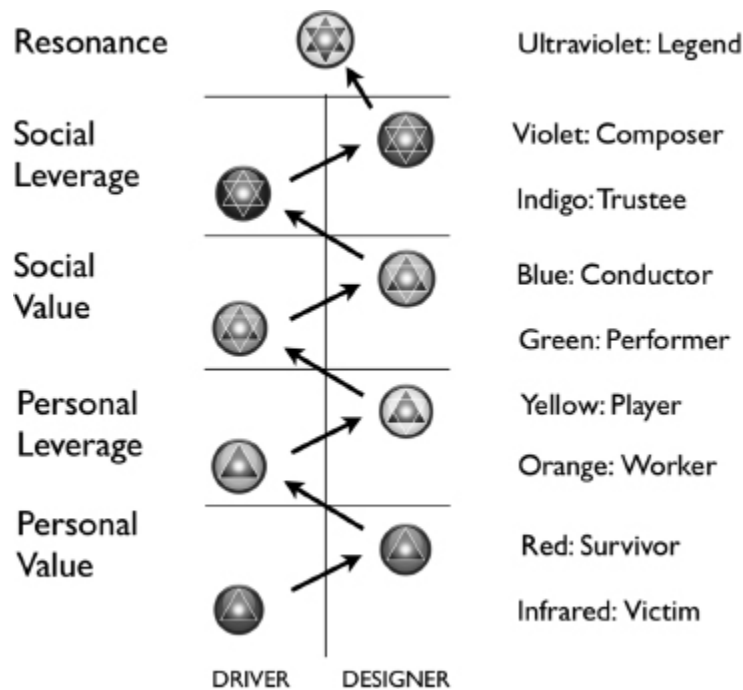 Resonance
Ultraviolet: Legend
Social
Leverage
Violet: Composer
Indigo: Trustee
Social
Value
Blue: Conductor
Green: Performer
Personal
Leverage
Yellow: Player
Orange: Worker
Personal
Value
Red: Survivor
Infrared: Victim
DRIVER
DESIGNER